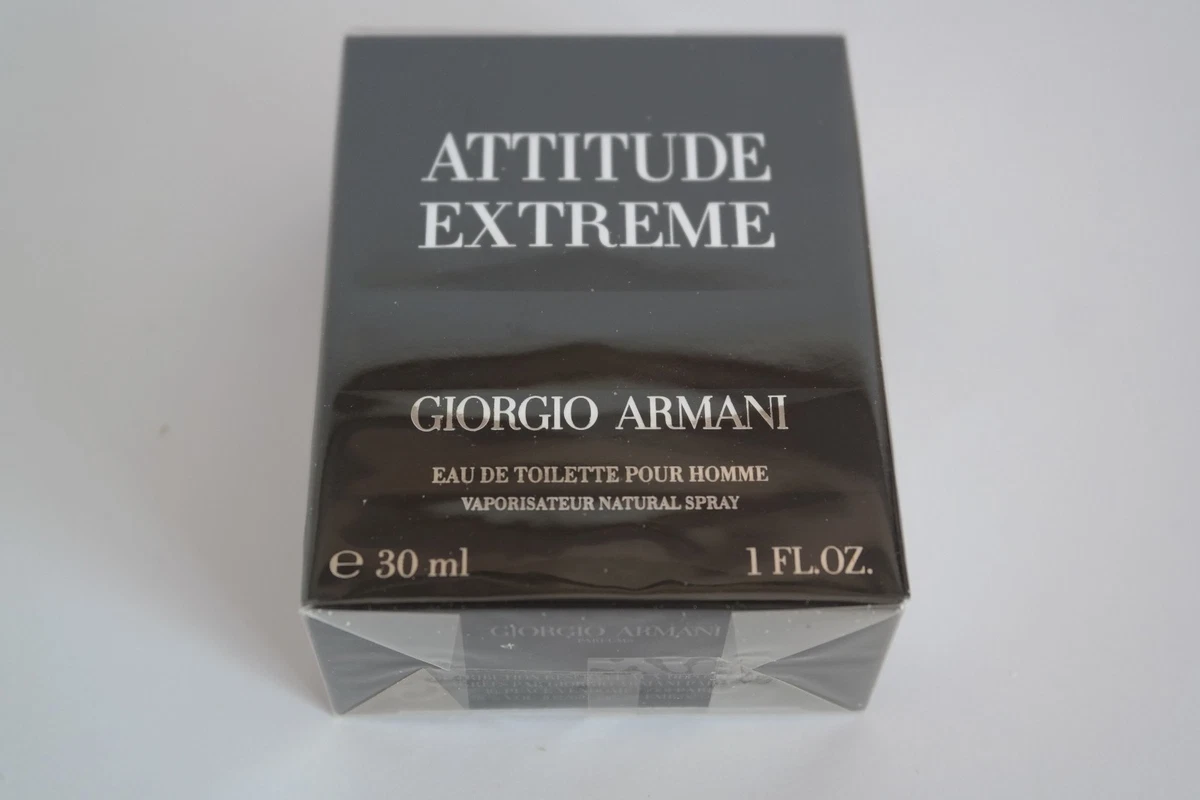 ATTITUDE
EXTREME
GIORGIO ARMANI
EAU DE TOILETTE POUR HOMME
VAPORISATEUR NATURAL SPRAY
℮ 30 ml
1 FL.OZ.
GIORGIO ARMANI
PARFUMS